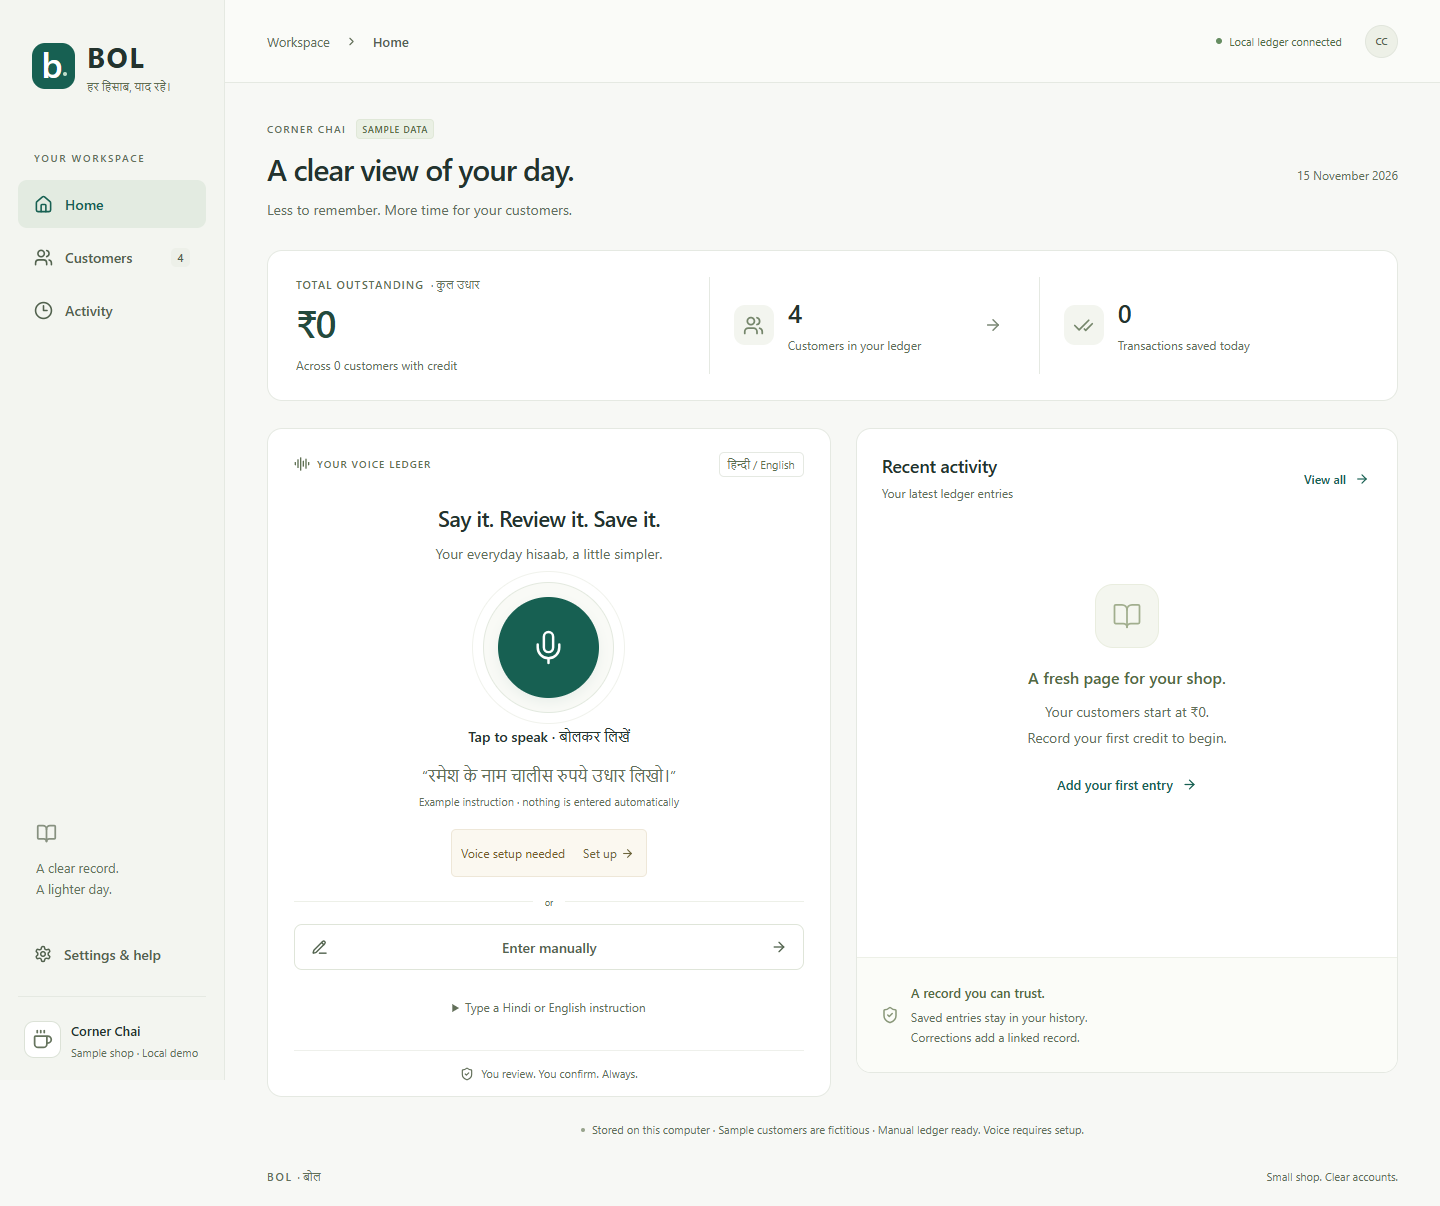 b.
BOL
हर हिसाब, याद रहे।
YOUR WORKSPACE
Home
Customers 4
Activity
A clear record.
A lighter day.
Settings & help
Corner Chai
Sample shop · Local demo
Workspace > Home
Local ledger connected CC
CORNER CHAI SAMPLE DATA
A clear view of your day.
15 November 2026
Less to remember. More time for your customers.
TOTAL OUTSTANDING · कुल उधार
₹0
Across 0 customers with credit
4
Customers in your ledger
0
Transactions saved today
YOUR VOICE LEDGER हिन्दी / English
Say it. Review it. Save it.
Your everyday hisaab, a little simpler.
Tap to speak · बोलकर लिखें
“रमेश के नाम चालीस रुपये उधार लिखो।”
Example instruction · nothing is entered automatically
Voice setup needed Set up →
or
Enter manually →
▶ Type a Hindi or English instruction
You review. You confirm. Always.
Recent activity
Your latest ledger entries
View all →
A fresh page for your shop.
Your customers start at ₹0.
Record your first credit to begin.
Add your first entry →
A record you can trust.
Saved entries stay in your history.
Corrections add a linked record.
Stored on this computer · Sample customers are fictitious · Manual ledger ready. Voice requires setup.
BOL · बोल
Small shop. Clear accounts.